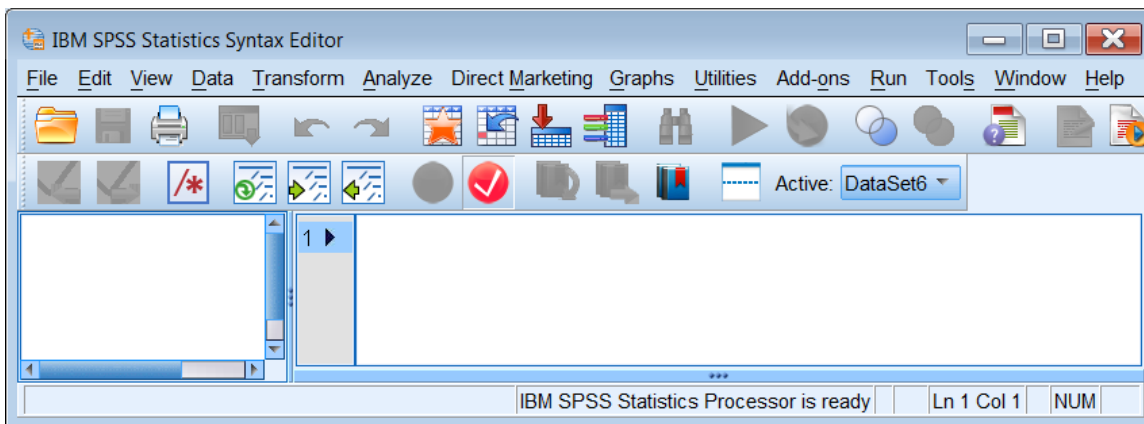 IBM SPSS Statistics Syntax Editor
File Edit View Data Transform Analyze Direct Marketing Graphs Utilities Add-ons Run Tools Window Help
/*
Active: DataSet6
1
IBM SPSS Statistics Processor is ready Ln 1 Col 1 NUM